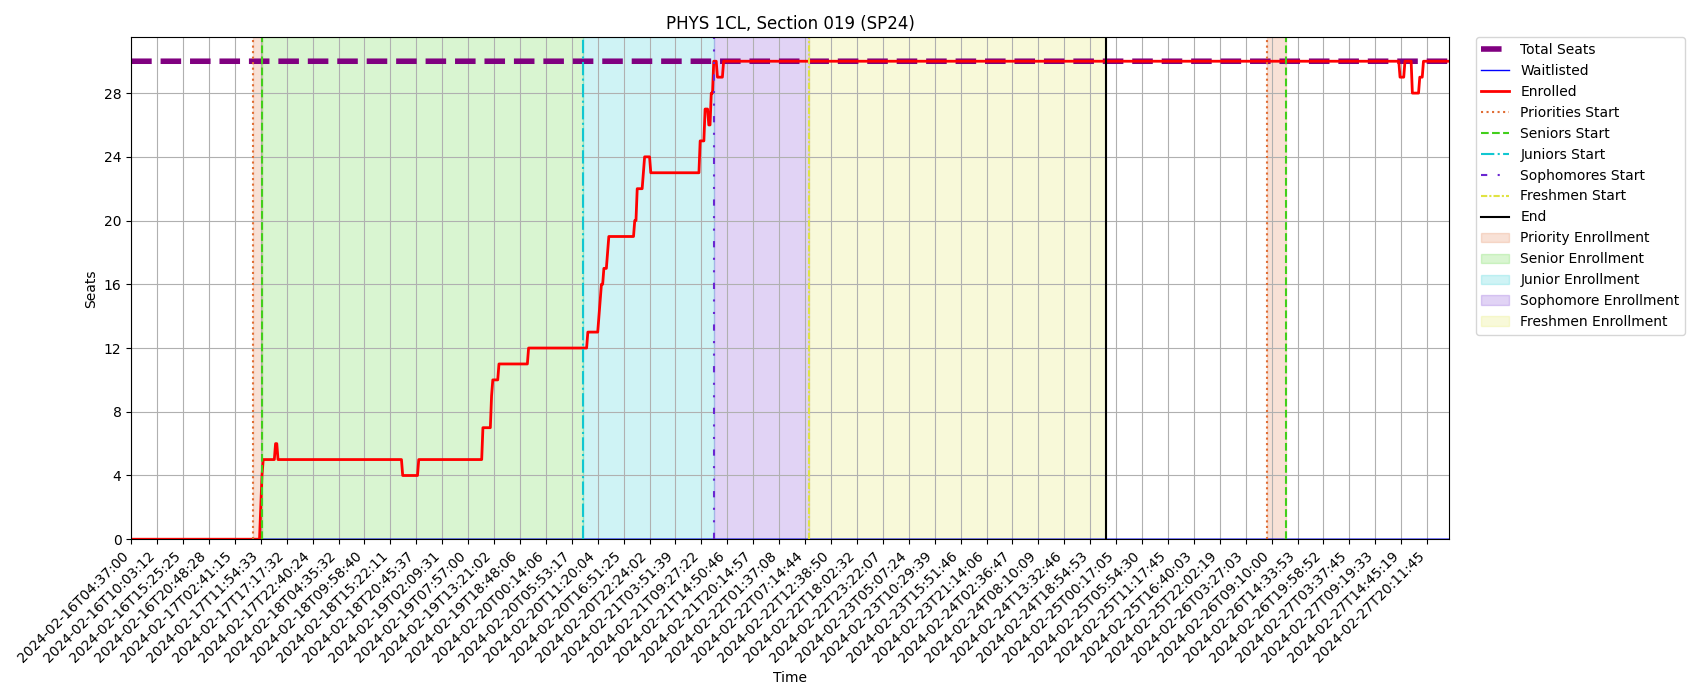 PHYS 1CL, Section 019 (SP24)
Seats
28
24
20
16
12
8
4
0
2024-02-16T04:37:00
2024-02-16T10:03:12
2024-02-16T15:25:25
2024-02-16T20:48:28
2024-02-17T02:41:15
2024-02-17T11:54:33
2024-02-17T17:17:32
2024-02-17T22:40:24
2024-02-18T04:35:32
2024-02-18T09:58:40
2024-02-18T15:22:11
2024-02-18T20:45:37
2024-02-19T02:09:31
2024-02-19T07:57:00
2024-02-19T13:21:02
2024-02-19T18:48:06
2024-02-20T00:14:06
2024-02-20T05:53:17
2024-02-20T11:20:04
2024-02-20T16:51:25
2024-02-20T22:24:02
2024-02-21T03:51:39
2024-02-21T09:27:22
2024-02-21T14:50:46
2024-02-21T20:14:57
2024-02-22T01:37:08
2024-02-22T07:14:44
2024-02-22T12:38:50
2024-02-22T18:02:32
2024-02-22T23:22:07
2024-02-23T05:07:24
2024-02-23T10:29:39
2024-02-23T15:51:46
2024-02-23T21:14:06
2024-02-24T02:36:47
2024-02-24T08:10:09
2024-02-24T13:32:46
2024-02-24T18:54:53
2024-02-25T00:17:05
2024-02-25T05:54:30
2024-02-25T11:17:45
2024-02-25T16:40:03
2024-02-25T22:02:19
2024-02-26T03:27:03
2024-02-26T09:10:00
2024-02-26T14:33:53
2024-02-26T19:58:52
2024-02-27T03:37:45
2024-02-27T09:19:33
2024-02-27T14:45:19
2024-02-27T20:11:45
Time
Total Seats
Waitlisted
Enrolled
Priorities Start
Seniors Start
Juniors Start
Sophomores Start
Freshmen Start
End
Priority Enrollment
Senior Enrollment
Junior Enrollment
Sophomore Enrollment
Freshmen Enrollment